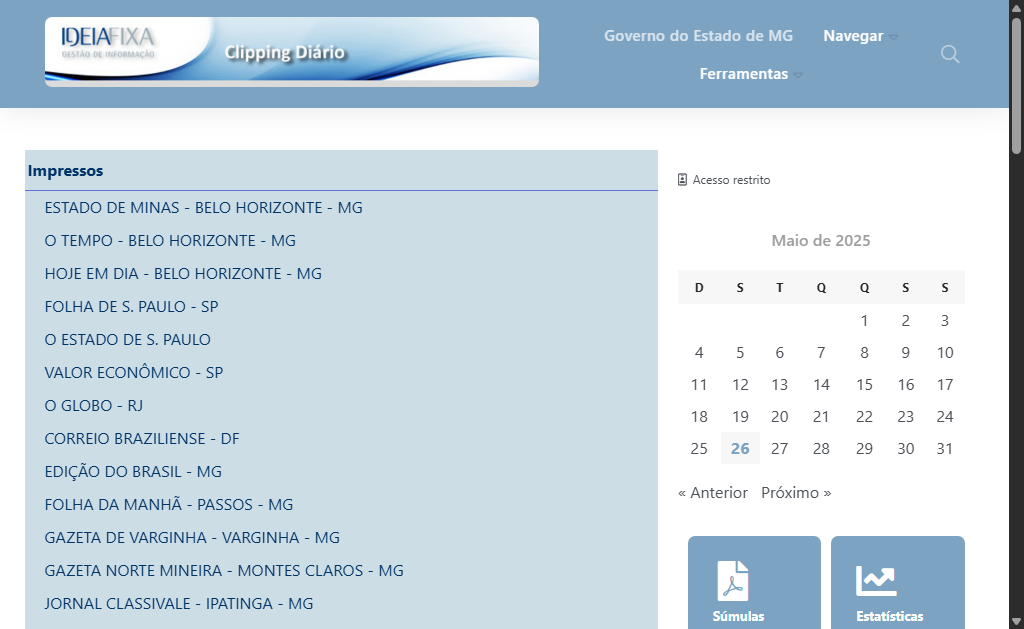 IDEIAFIXA
GESTÃO DE INFORMAÇÃO
Clipping Diário
Governo do Estado de MG
Navegar
Ferramentas
Impressos
ESTADO DE MINAS - BELO HORIZONTE - MG
O TEMPO - BELO HORIZONTE - MG
HOJE EM DIA - BELO HORIZONTE - MG
FOLHA DE S. PAULO - SP
O ESTADO DE S. PAULO
VALOR ECONÔMICO - SP
O GLOBO - RJ
CORREIO BRAZILIENSE - DF
EDIÇÃO DO BRASIL - MG
FOLHA DA MANHÃ - PASSOS - MG
GAZETA DE VARGINHA - VARGINHA - MG
GAZETA NORTE MINEIRA - MONTES CLAROS - MG
JORNAL CLASSIVALE - IPATINGA - MG
Acesso restrito
Maio de 2025
D S T Q Q S S
1 2 3
4 5 6 7 8 9 10
11 12 13 14 15 16 17
18 19 20 21 22 23 24
25 26 27 28 29 30 31
« Anterior Próximo »
Súmulas
Estatísticas